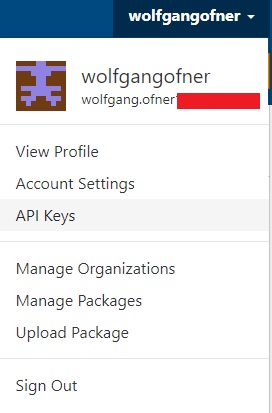 wolfgangofner
wolfgangofner
wolfgang.ofner
View Profile
Account Settings
API Keys
Manage Organizations
Manage Packages
Upload Package
Sign Out